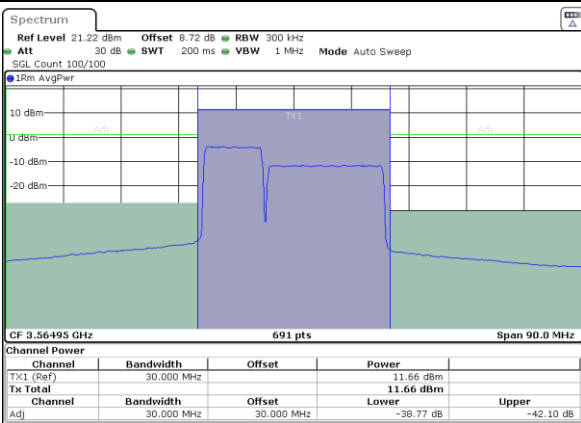 Spectrum
Ref Level 21.22 dBm Offset 8.72 dB RBW 300 kHz
Att 30 dB SWT 200 ms VBW 1 MHz Mode Auto Sweep
SGL Count 100/100
1Rm AvgPwr
TX1
10 dBm
Adj Adj
0 dBm
-10 dBm
-20 dBm
CF 3.56495 GHz 691 pts Span 90.0 MHz
Channel Power
Channel Bandwidth Offset Power
TX1 (Ref) 30.000 MHz 11.66 dBm
Tx Total 11.66 dBm
Channel Bandwidth Offset Lower Upper
Adj 30.000 MHz 30.000 MHz -38.77 dB -42.10 dB